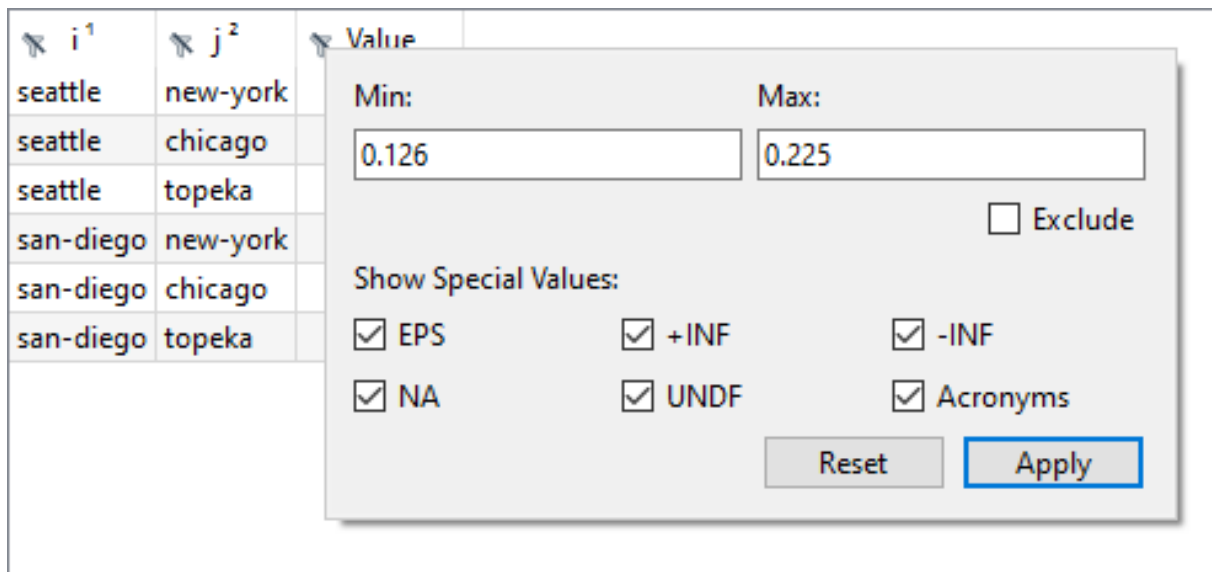 i¹ j² Value
seattle new-york
seattle chicago
seattle topeka
san-diego new-york
san-diego chicago
san-diego topeka
Min: Max:
0.126 0.225
Exclude
Show Special Values:
EPS +INF -INF
NA UNDF Acronyms
Reset Apply